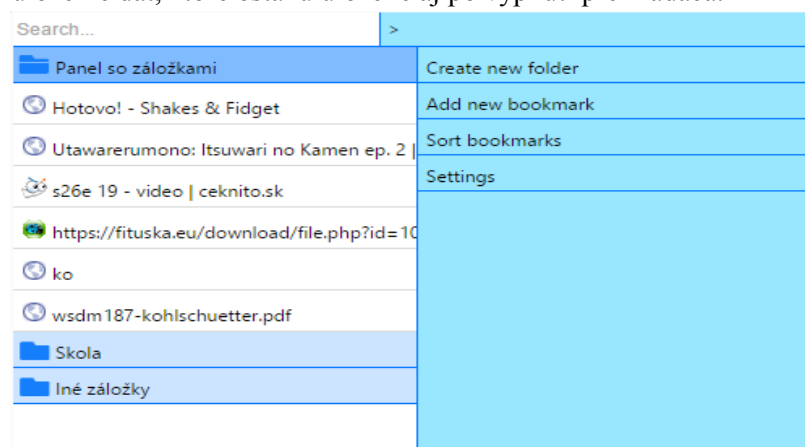 Search...
>
Panel so záložkami
Hotovo! - Shakes & Fidget
Utawarerumono: Itsuwari no Kamen ep. 2 |
s26e 19 - video | ceknito.sk
https://fituska.eu/download/file.php?id=10
ko
wsdm187-kohlschuetter.pdf
Skola
Iné záložky
Create new folder
Add new bookmark
Sort bookmarks
Settings